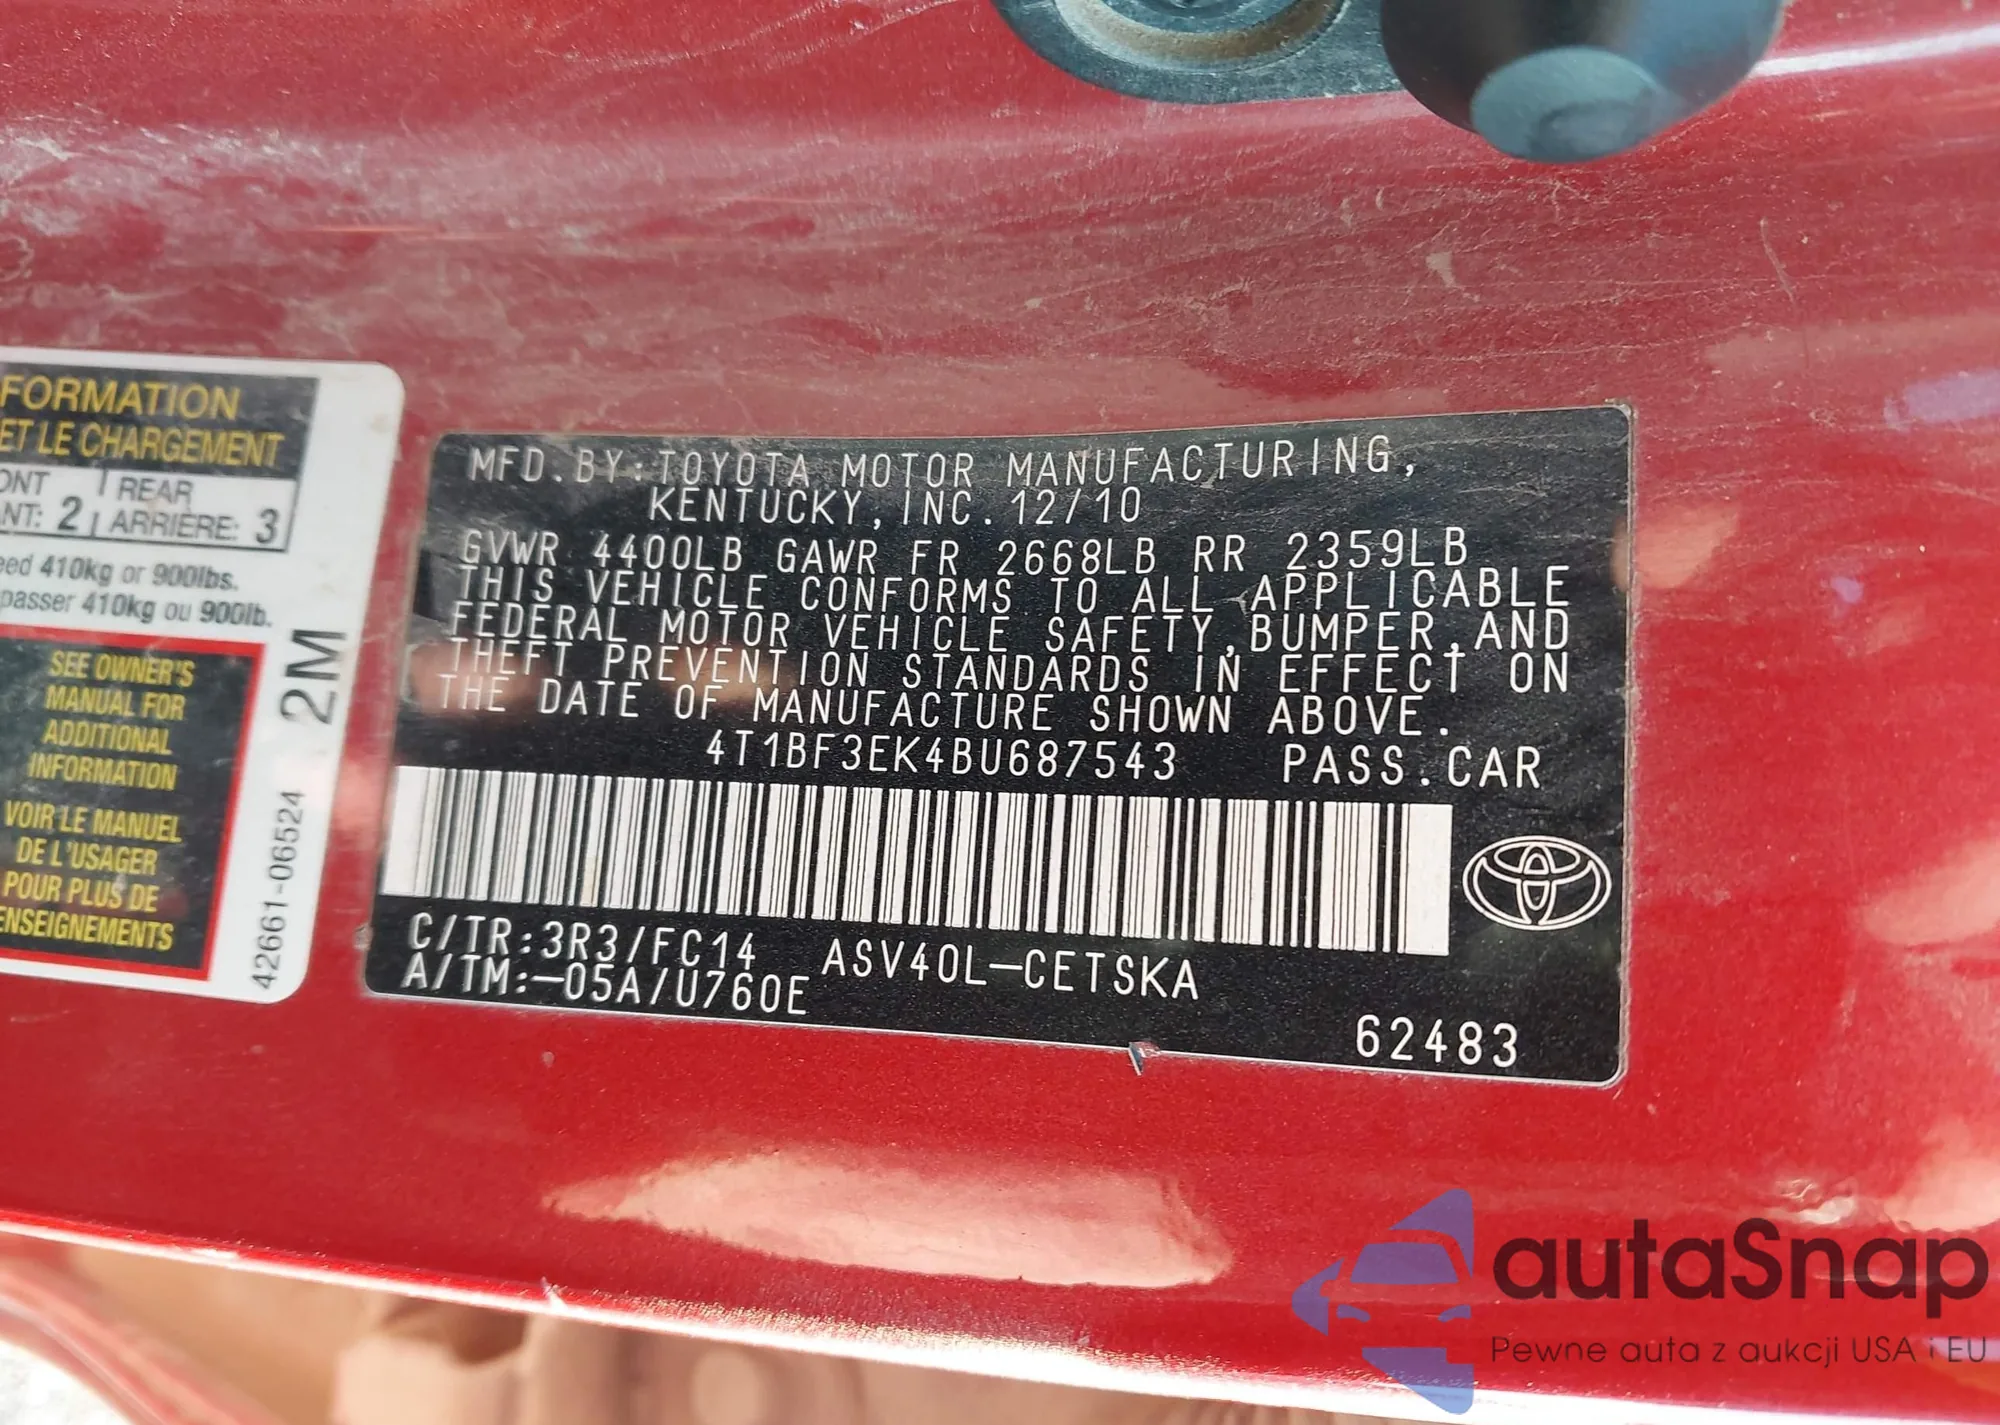 FORMATION
ET LE CHARGEMENT
REAR
2 ARRIÈRE: 3
410kg or 900lbs.
passer 410kg ou 900lb.
SEE OWNER'S
MANUAL FOR
ADDITIONAL
INFORMATION
VOIR LE MANUEL
DE L'USAGER
POUR PLUS DE
ENSEIGNEMENTS
42661-06524 2M
MFD. BY: TOYOTA MOTOR MANUFACTURING,
KENTUCKY, INC. 12/10
GVWR 4400LB GAWR FR 2668LB RR 2359LB
THIS VEHICLE CONFORMS TO ALL APPLICABLE
FEDERAL MOTOR VEHICLE SAFETY, BUMPER, AND
THEFT PREVENTION STANDARDS IN EFFECT ON
THE DATE OF MANUFACTURE SHOWN ABOVE.
4T1BF3EK4BU687543 PASS. CAR
C/TR: 3R3/FC14 ASV40L-CETSKA
A/TM:-05A/U760E
62483
autaSnap
Pewne auta z aukcji USA i EU